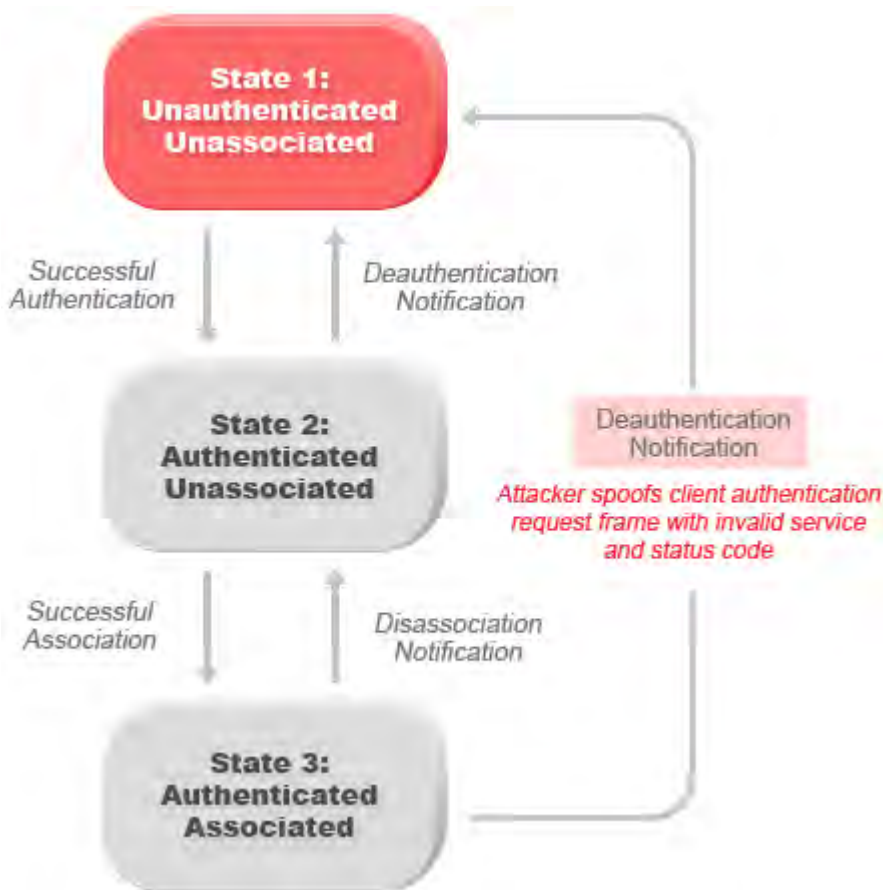 State 1:
Unauthenticated
Unassociated
Successful
Authentication
Deauthentication
Notification
State 2:
Authenticated
Unassociated
Deauthentication
Notification
Attacker spoofs client authentication
request frame with invalid service
and status code
Successful
Association
Disassociation
Notification
State 3:
Authenticated
Associated